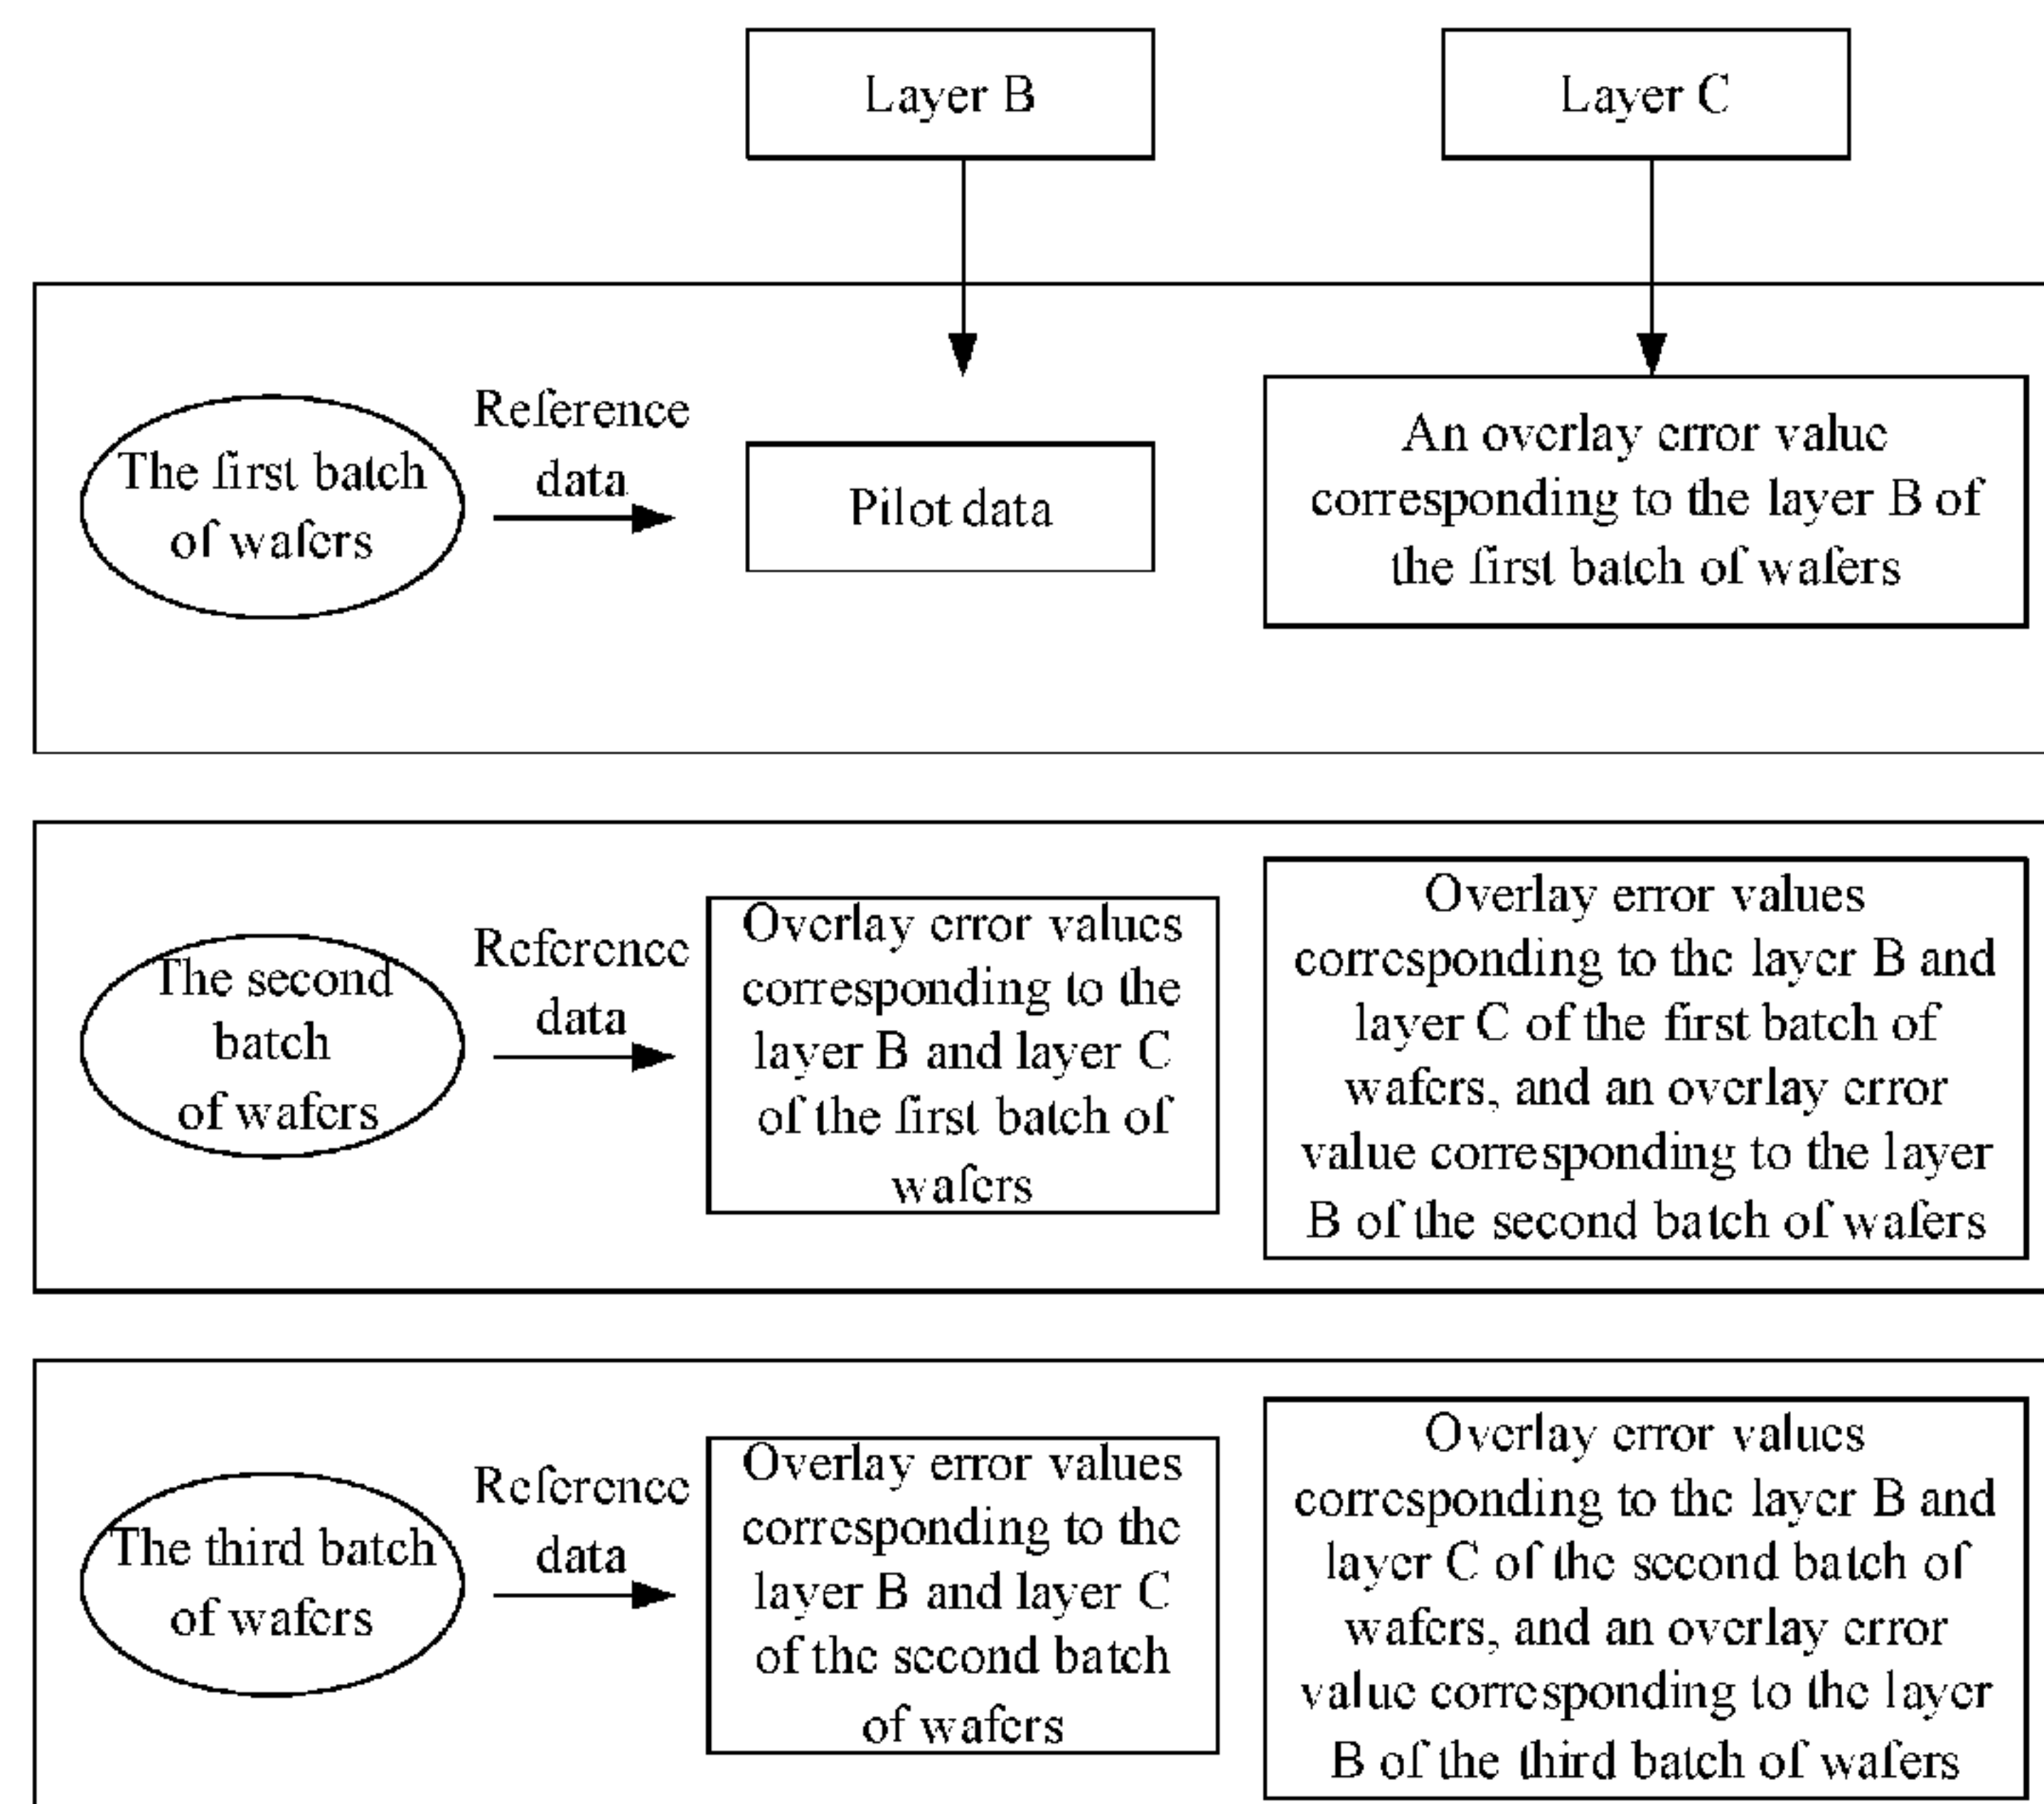 Layer B
Layer C
The first batch
of wafers
Reference
data
Pilot data
An overlay error value
corresponding to the layer B of
the first batch of wafers
The second
batch
of wafers
Reference
data
Overlay error values
corresponding to the
layer B and layer C
of the first batch of
wafers
Overlay error values
corresponding to the layer B and
layer C of the first batch of
wafers, and an overlay error
value corresponding to the layer
B of the second batch of wafers
The third batch
of wafers
Reference
data
Overlay error values
corresponding to the
layer B and layer C
of the second batch
of wafers
Overlay error values
corresponding to the layer B and
layer C of the second batch of
wafers, and an overlay error
value corresponding to the layer
B of the third batch of wafers